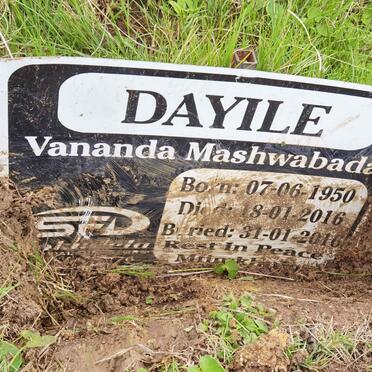 DAYILE
Vananda Mashwabada
Born: 07-06-1950
Died: 18-01-2016
Buried: 31-01-2016
Rest In Peace